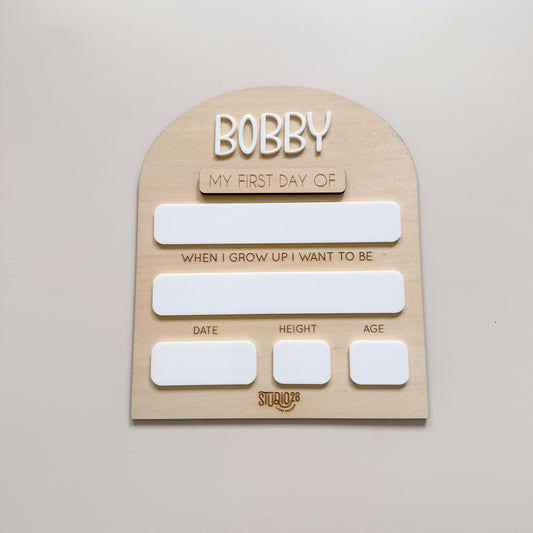 BOBBY
MY FIRST DAY OF
WHEN I GROW UP I WANT TO BE
DATE HEIGHT AGE
STUDIO26